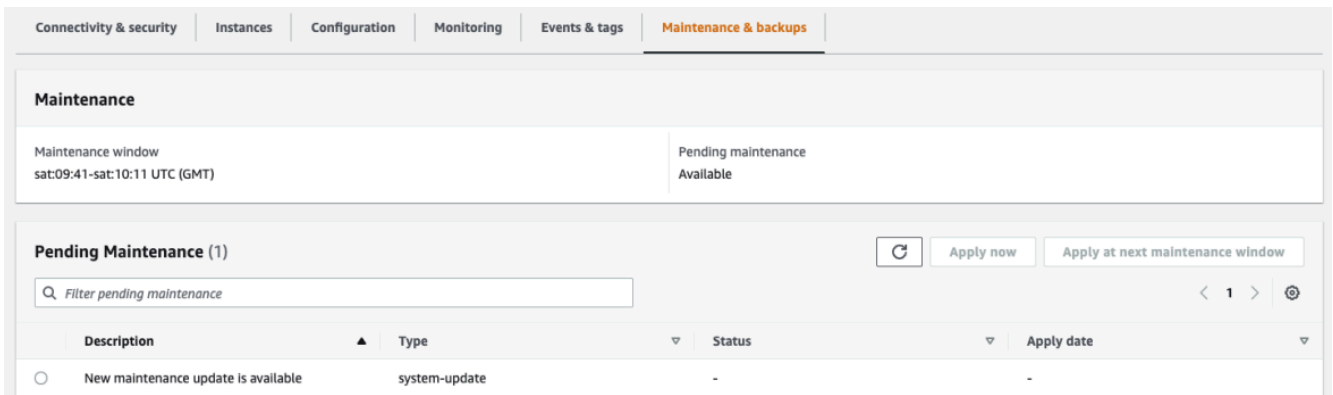 Connectivity & security Instances Configuration Monitoring Events & tags Maintenance & backups
Maintenance
Maintenance window Pending maintenance
sat:09:41-sat:10:11 UTC (GMT) Available
Pending Maintenance (1) Apply now Apply at next maintenance window
Filter pending maintenance < 1 >
Description Type Status Apply date
New maintenance update is available system-update - -